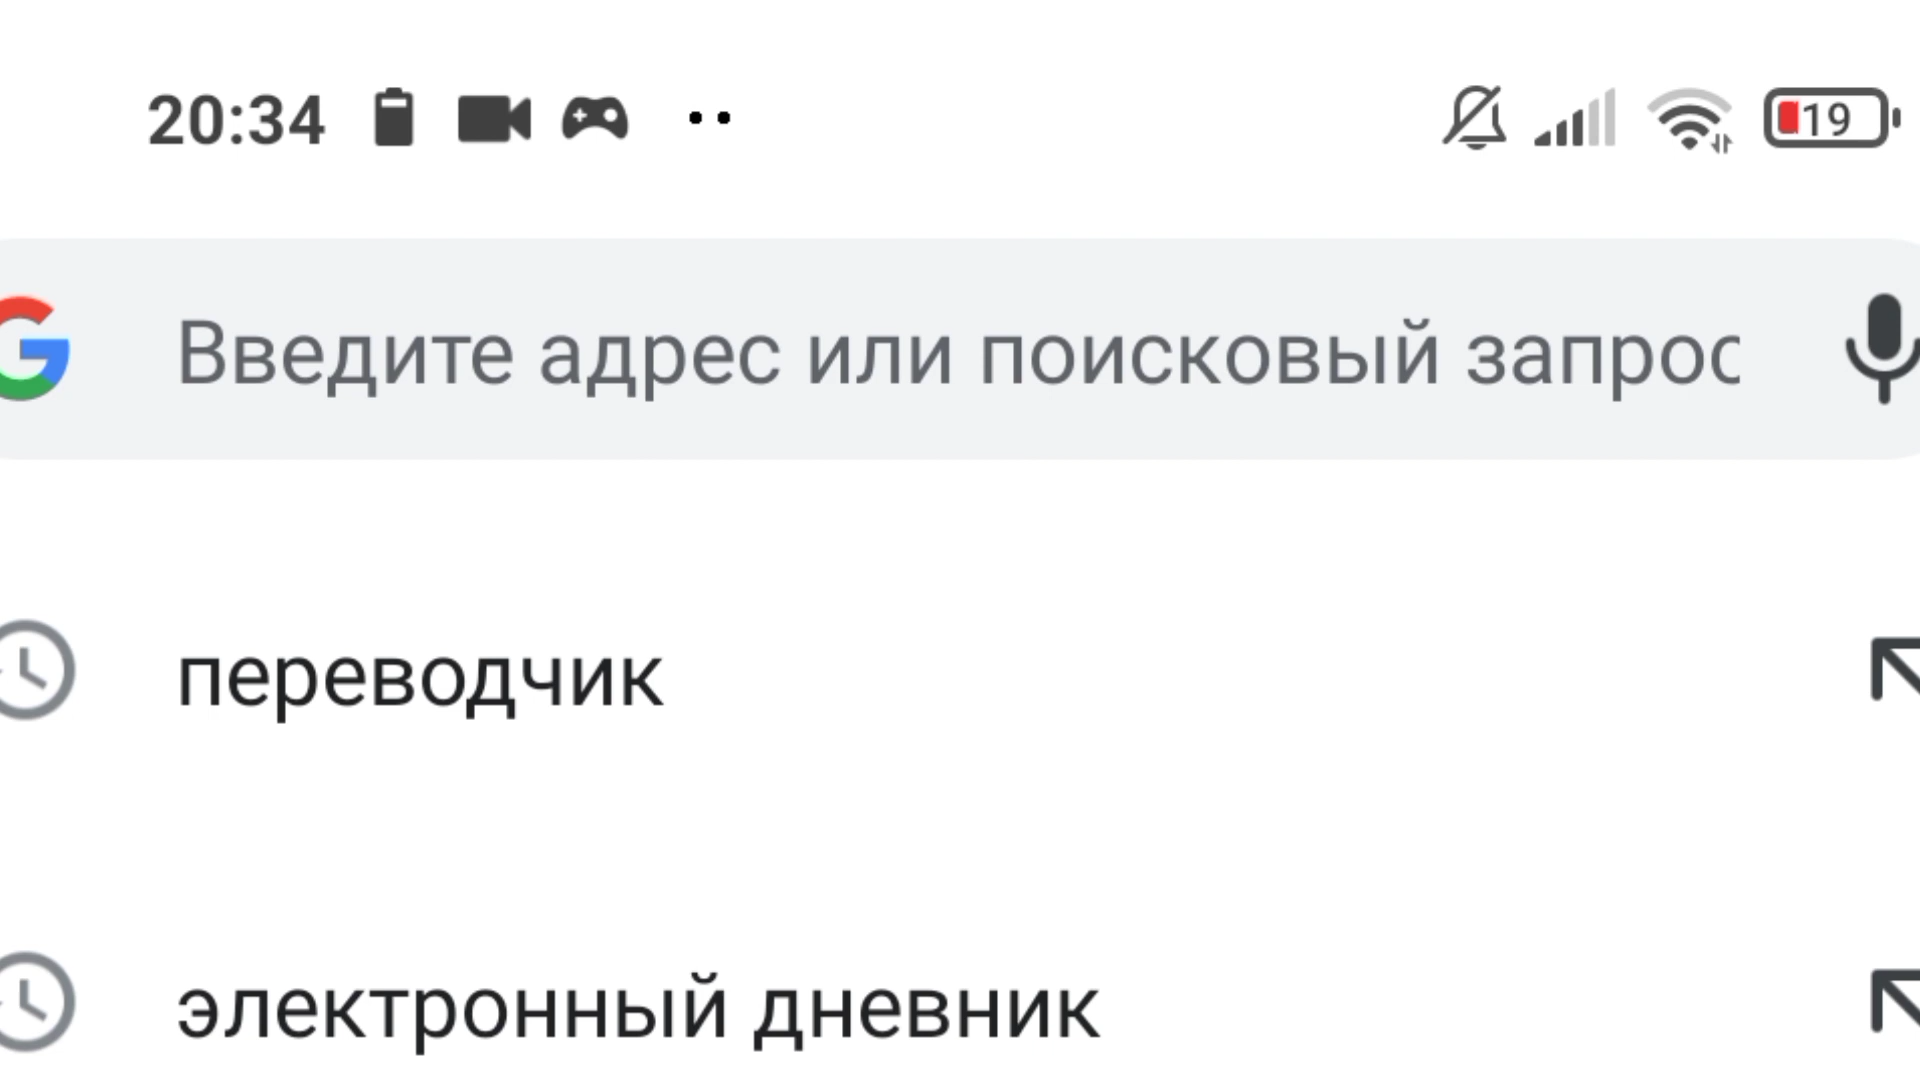 20:34
19
Введите адрес или поисковый запрос
переводчик
электронный дневник